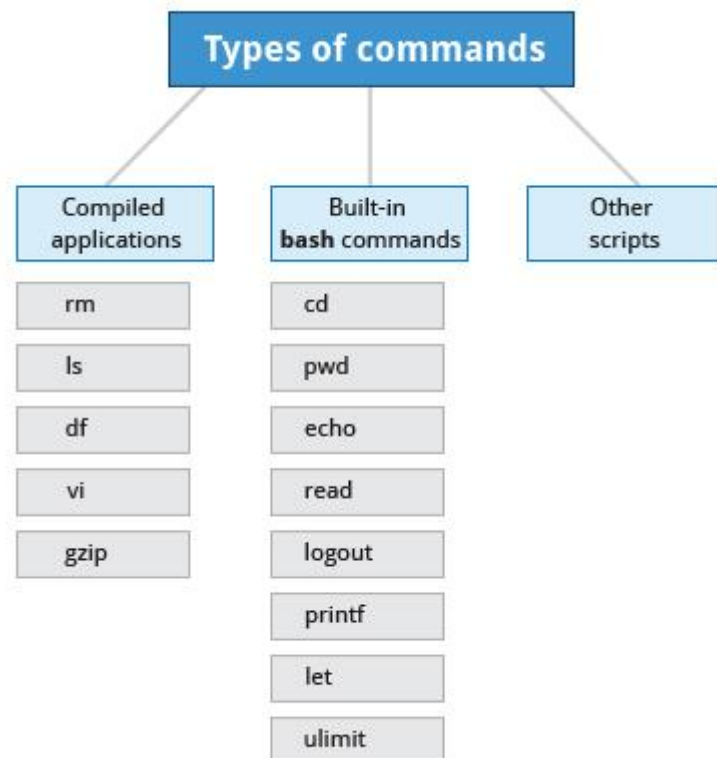 Types of commands
Compiled
applications
Built-in
bash commands
Other
scripts
rm
ls
df
vi
gzip
cd
pwd
echo
read
logout
printf
let
ulimit